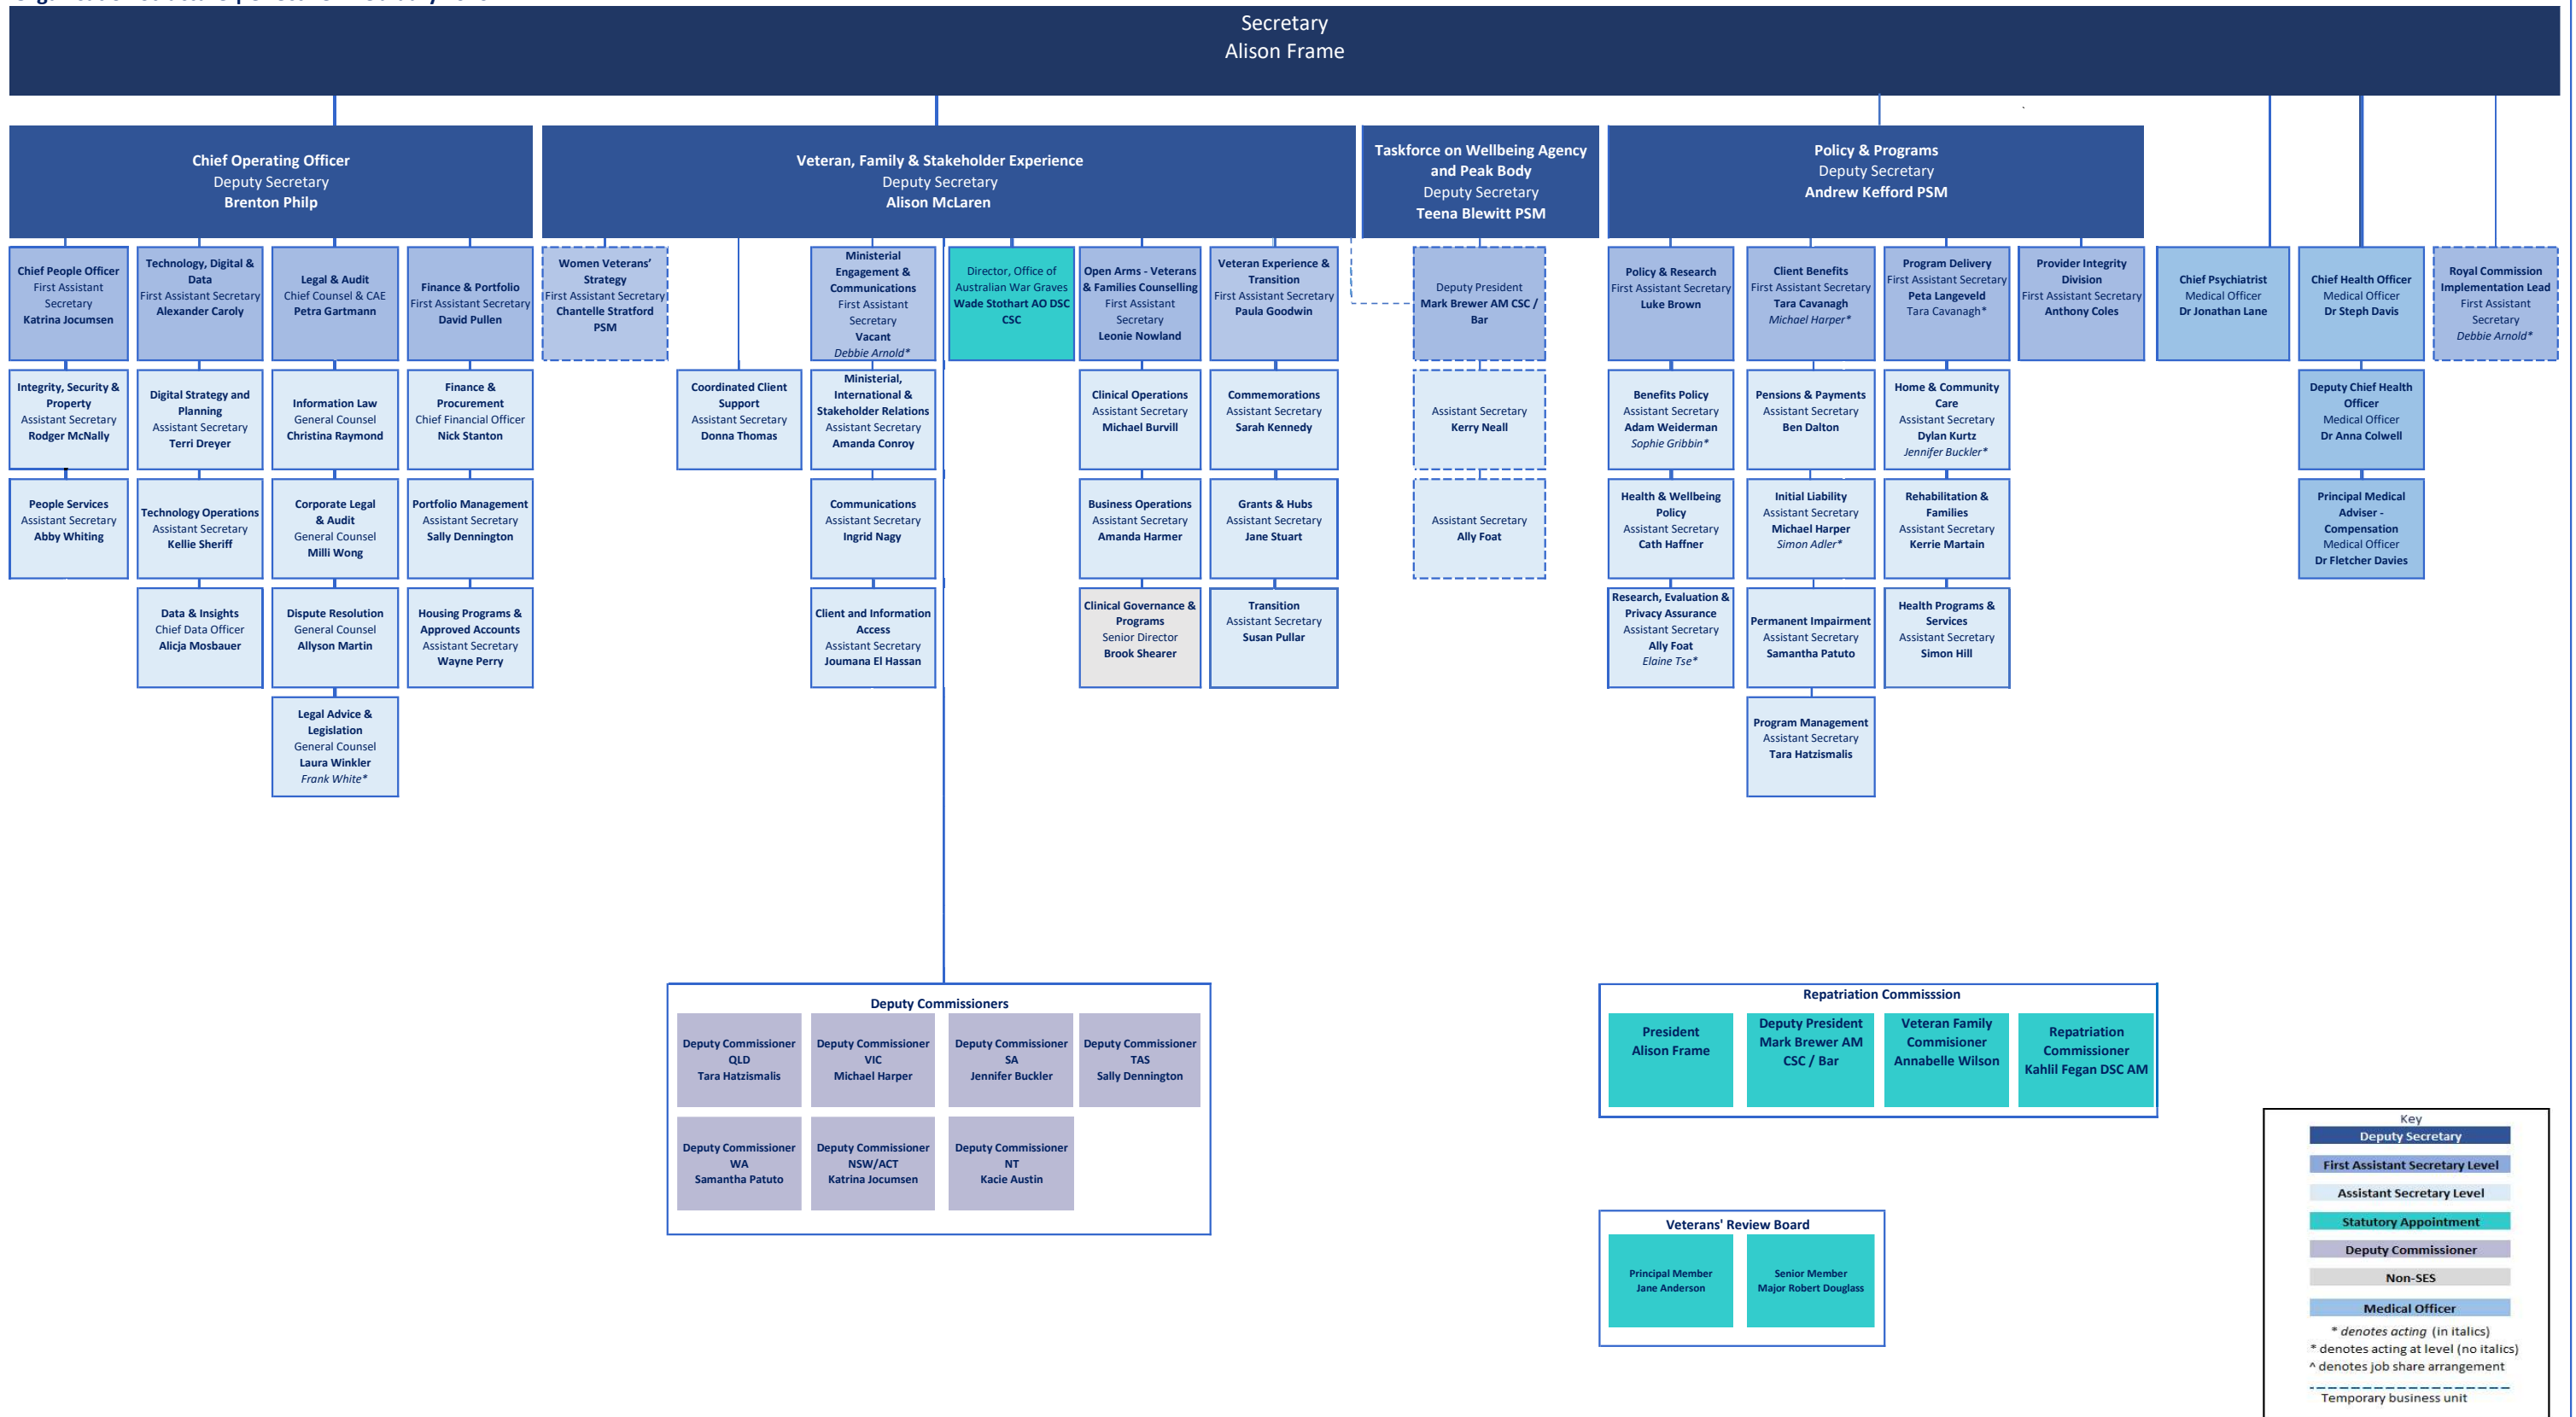 Secretary
Alison Frame
Chief Operating Officer
Deputy Secretary
Brenton Philp
Veteran, Family & Stakeholder Experience
Deputy Secretary
Alison McLaren
Taskforce on Wellbeing Agency
and Peak Body
Deputy Secretary
Teena Blewitt PSM
Policy & Programs
Deputy Secretary
Andrew Kefford PSM
Chief People Officer
First Assistant
Secretary
Katrina Jocumsen
Technology, Digital &
Data
First Assistant Secretary
Alexander Caroly
Legal & Audit
Chief Counsel & CAE
Petra Gartmann
Finance & Portfolio
First Assistant Secretary
David Pullen
Women Veterans'
Strategy
First Assistant Secretary
Chantelle Stratford
PSM
Ministerial
Engagement &
Communications
First Assistant
Secretary
Vacant
Debbie Arnold*
Director, Office of
Australian War Graves
Wade Stothart AO DSC
CSC
Open Arms - Veterans
& Families Counselling
First Assistant
Secretary
Leonie Nowland
Veteran Experience &
Transition
First Assistant Secretary
Paula Goodwin
Deputy President
Mark Brewer AM CSC /
Bar
Policy & Research
First Assistant Secretary
Luke Brown
Client Benefits
First Assistant Secretary
Tara Cavanagh
Michael Harper*
Program Delivery
First Assistant Secretary
Peta Langeveld
Tara Cavanagh*
Provider Integrity
Division
First Assistant Secretary
Anthony Coles
Chief Psychiatrist
Medical Officer
Dr Jonathan Lane
Chief Health Officer
Medical Officer
Dr Steph Davis
Royal Commission
Implementation Lead
First Assistant
Secretary
Debbie Arnold*
Integrity, Security &
Property
Assistant Secretary
Rodger McNally
Digital Strategy and
Planning
Assistant Secretary
Terri Dreyer
Information Law
General Counsel
Christina Raymond
Finance &
Procurement
Chief Financial Officer
Nick Stanton
Coordinated Client
Support
Assistant Secretary
Donna Thomas
Ministerial,
International &
Stakeholder Relations
Assistant Secretary
Amanda Conroy
Clinical Operations
Assistant Secretary
Michael Burvill
Commemorations
Assistant Secretary
Sarah Kennedy
Assistant Secretary
Kerry Neall
Benefits Policy
Assistant Secretary
Adam Weiderman
Sophie Gribbin*
Pensions & Payments
Assistant Secretary
Ben Dalton
Home & Community
Care
Assistant Secretary
Dylan Kurtz
Jennifer Buckler*
Deputy Chief Health
Officer
Medical Officer
Dr Anna Colwell
People Services
Assistant Secretary
Abby Whiting
Technology Operations
Assistant Secretary
Kellie Sheriff
Corporate Legal
& Audit
General Counsel
Milli Wong
Portfolio Management
Assistant Secretary
Sally Dennington
Communications
Assistant Secretary
Ingrid Nagy
Business Operations
Assistant Secretary
Amanda Harmer
Grants & Hubs
Assistant Secretary
Jane Stuart
Assistant Secretary
Ally Foat
Health & Wellbeing
Policy
Assistant Secretary
Cath Haffner
Initial Liability
Assistant Secretary
Michael Harper
Simon Adler*
Rehabilitation &
Families
Assistant Secretary
Kerrie Martain
Principal Medical
Adviser -
Compensation
Medical Officer
Dr Fletcher Davies
Data & Insights
Chief Data Officer
Alicja Mosbauer
Dispute Resolution
General Counsel
Allyson Martin
Housing Programs &
Approved Accounts
Assistant Secretary
Wayne Perry
Client and Information
Access
Assistant Secretary
Joumana El Hassan
Clinical Governance &
Programs
Senior Director
Brook Shearer
Transition
Assistant Secretary
Susan Pullar
Research, Evaluation &
Privacy Assurance
Assistant Secretary
Ally Foat
Elaine Tse*
Permanent Impairment
Assistant Secretary
Samantha Patuto
Health Programs &
Services
Assistant Secretary
Simon Hill
Legal Advice &
Legislation
General Counsel
Laura Winkler
Frank White*
Program Management
Assistant Secretary
Tara Hatzismalis
Deputy Commissioners
Deputy Commissioner
QLD
Tara Hatzismalis
Deputy Commissioner
VIC
Michael Harper
Deputy Commissioner
SA
Jennifer Buckler
Deputy Commissioner
TAS
Sally Dennington
Deputy Commissioner
WA
Samantha Patuto
Deputy Commissioner
NSW/ACT
Katrina Jocumsen
Deputy Commissioner
NT
Kacie Austin
Repatriation Commisssion
President
Alison Frame
Deputy President
Mark Brewer AM
CSC / Bar
Veteran Family
Commisioner
Annabelle Wilson
Repatriation
Commissioner
Kahlil Fegan DSC AM
Veterans' Review Board
Principal Member
Jane Anderson
Senior Member
Major Robert Douglass
Key
Deputy Secretary
First Assistant Secretary Level
Assistant Secretary Level
Statutory Appointment
Deputy Commissioner
Non-SES
Medical Officer
* denotes acting (in italics)
* denotes acting at level (no italics)
^ denotes job share arrangement
Temporary business unit